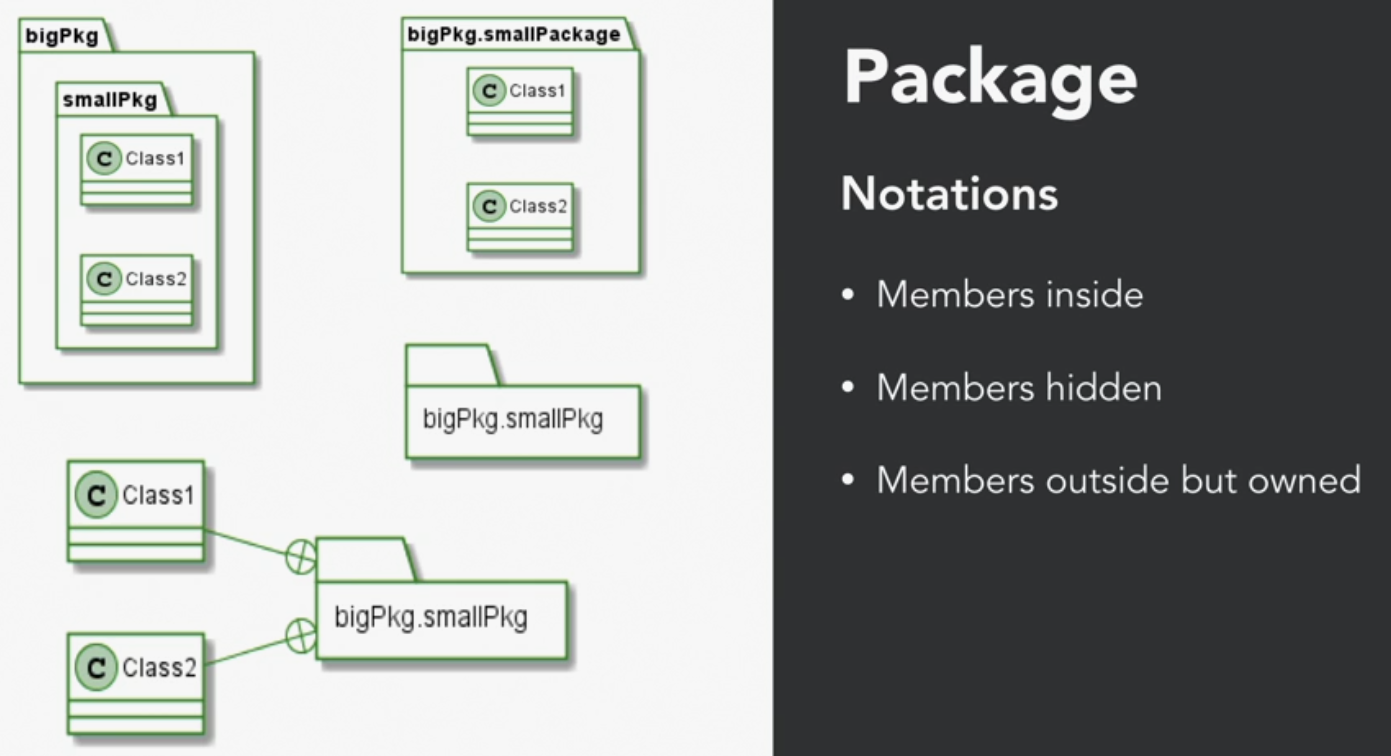 bigPkg
smallPkg
C Class1
C Class2
bigPkg.smallPackage
C Class1
C Class2
bigPkg.smallPkg
C Class1
C Class2
bigPkg.smallPkg
Package
Notations
• Members inside
• Members hidden
• Members outside but owned